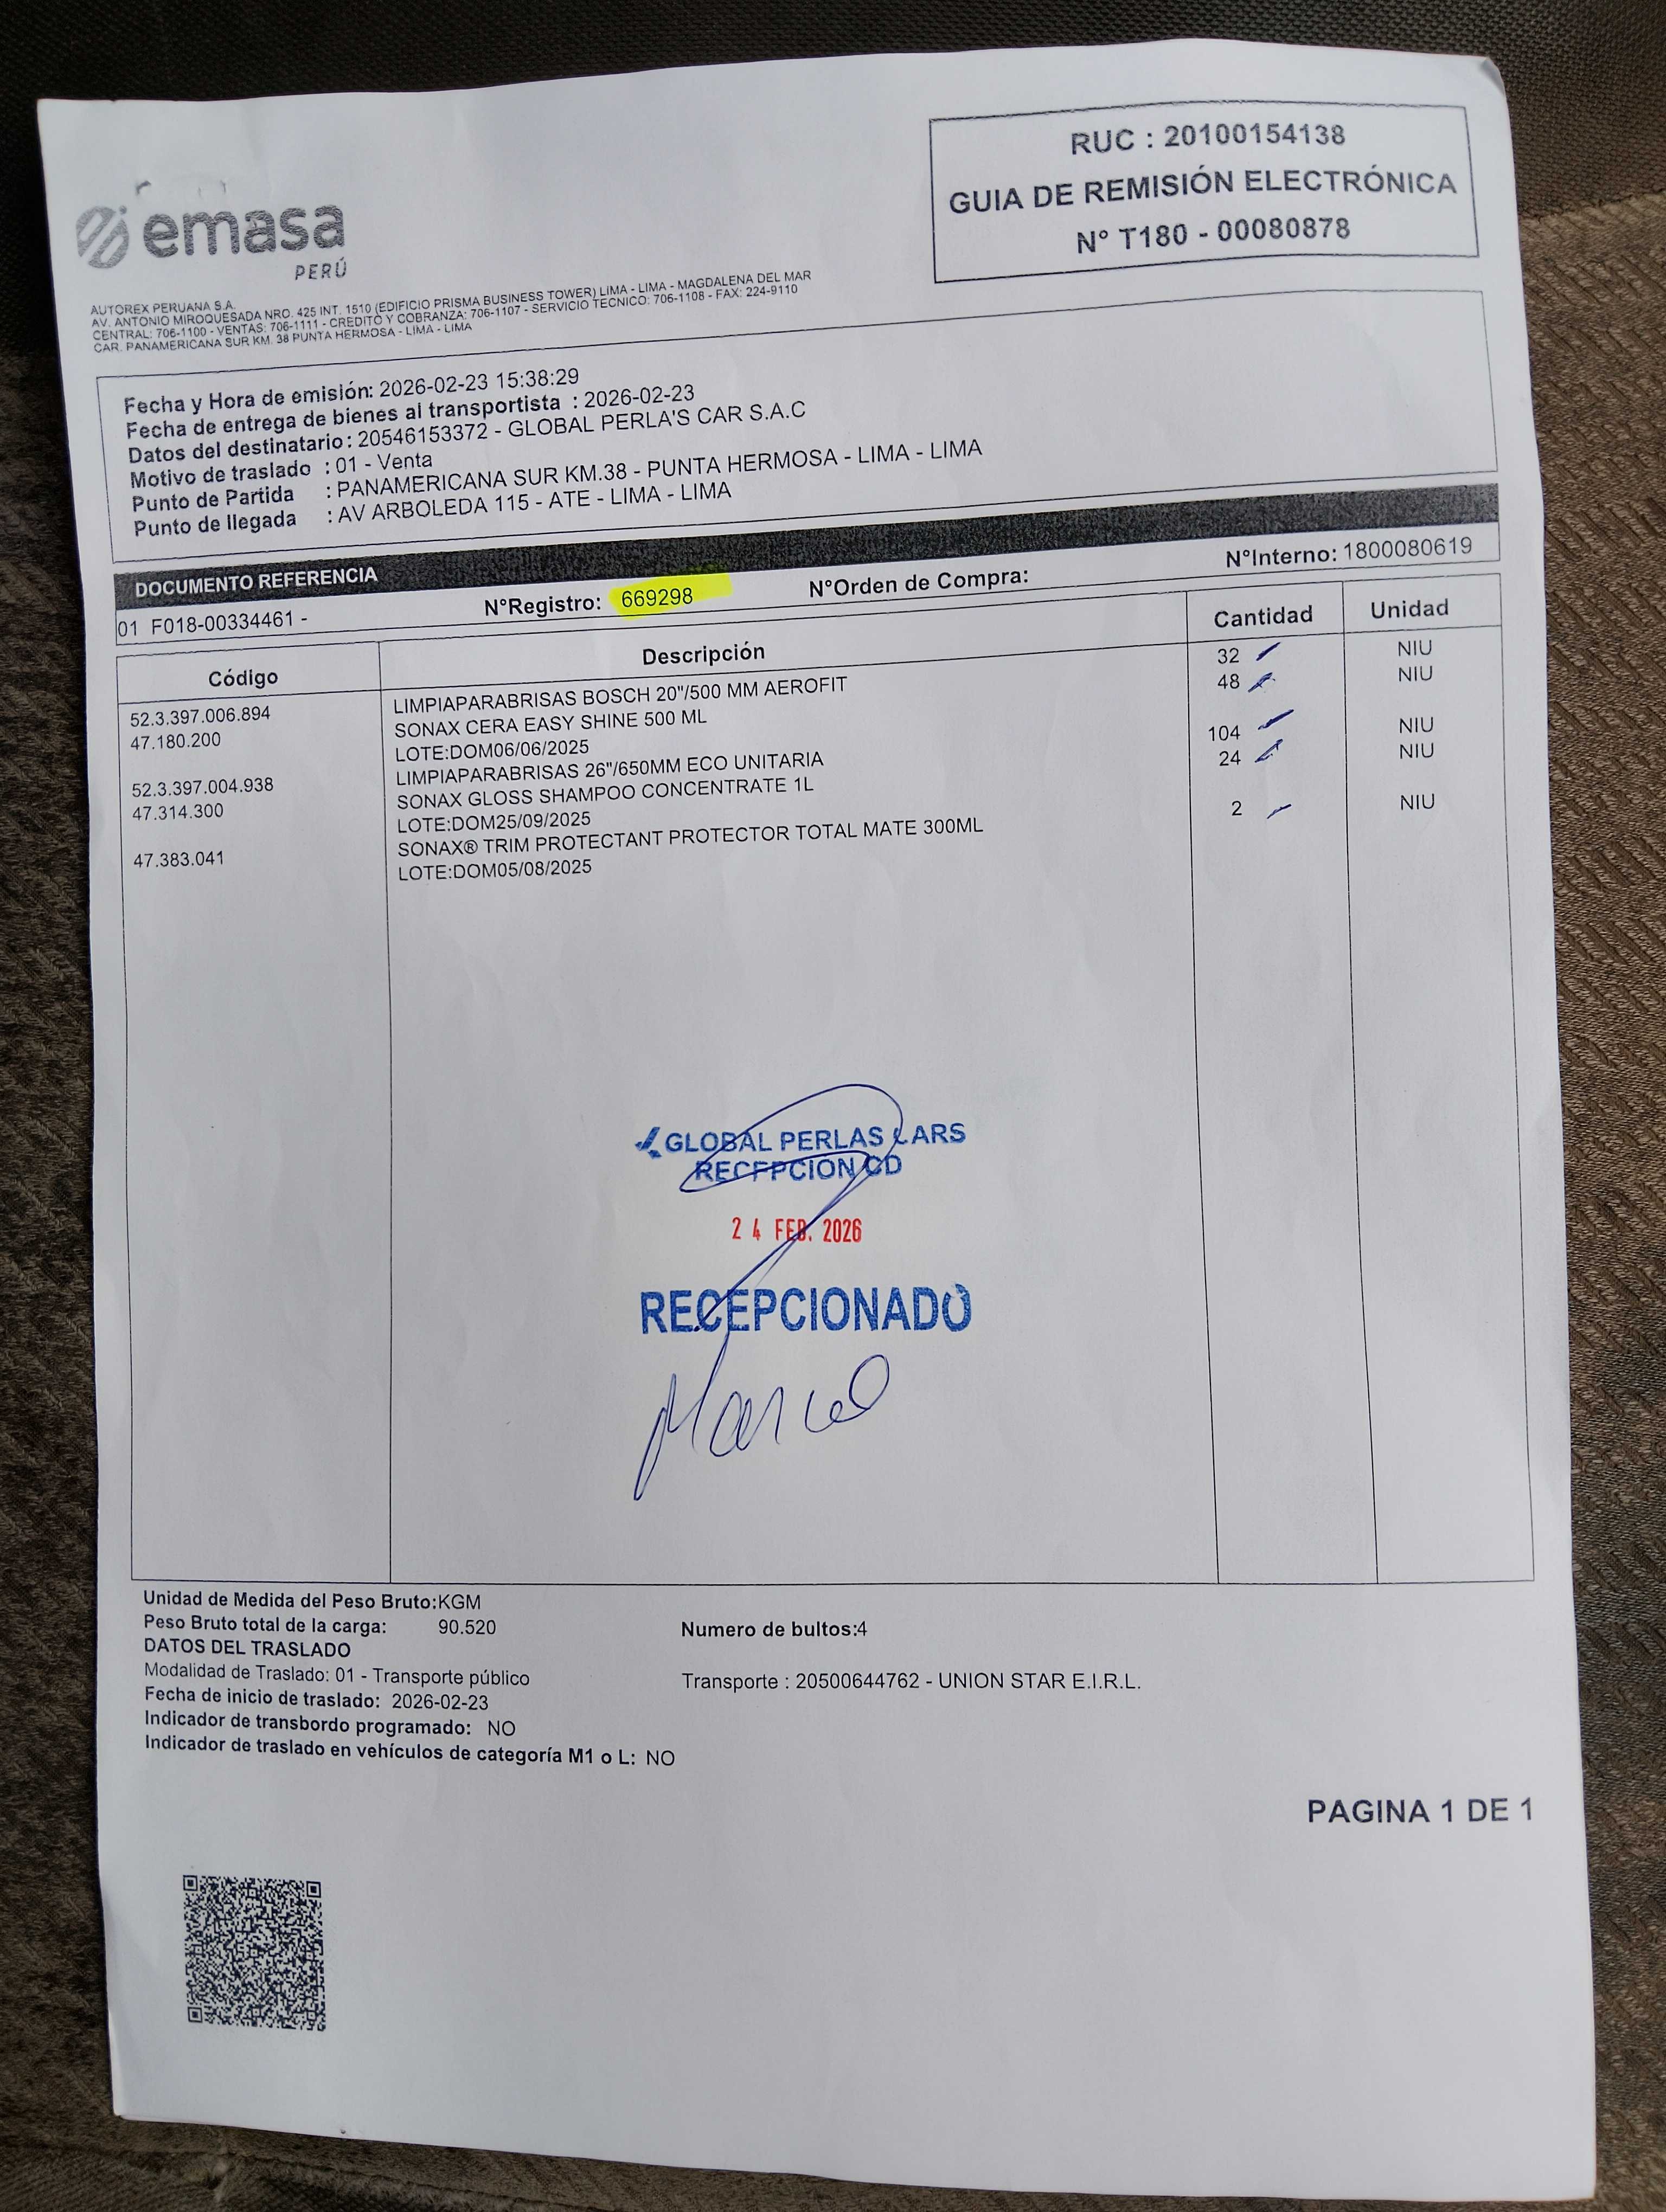 emasa
PERÚ
RUC : 20100154138
GUIA DE REMISIÓN ELECTRÓNICA
N° T180 - 00080878
AUTOREX PERUANA S.A.
AV. ANTONIO MIROQUESADA NRO. 425 INT. 1510 (EDIFICIO PRISMA BUSINESS TOWER) LIMA - LIMA - MAGDALENA DEL MAR
CENTRAL: 706-1100 - VENTAS: 706-1111 - CREDITO Y COBRANZA: 706-1107 - SERVICIO TECNICO: 706-1108 - FAX: 224-9110
CAR. PANAMERICANA SUR KM. 38 PUNTA HERMOSA - LIMA - LIMA
Fecha y Hora de emisión: 2026-02-23 15:38:29
Fecha de entrega de bienes al transportista : 2026-02-23
Datos del destinatario: 20546153372 - GLOBAL PERLA'S CAR S.A.C
Motivo de traslado : 01 - Venta
Punto de Partida : PANAMERICANA SUR KM.38 - PUNTA HERMOSA - LIMA - LIMA
Punto de llegada : AV ARBOLEDA 115 - ATE - LIMA - LIMA
DOCUMENTO REFERENCIA
01 F018-00334461 - N°Registro: 669298 N°Orden de Compra: N°Interno: 1800080619
Código Descripción Cantidad Unidad
52.3.397.006.894 LIMPIAPARABRISAS BOSCH 20"/500 MM AEROFIT 32 NIU
47.180.200 SONAX CERA EASY SHINE 500 ML 48 NIU
LOTE:DOM06/06/2025
52.3.397.004.938 LIMPIAPARABRISAS 26"/650MM ECO UNITARIA 104 NIU
47.314.300 SONAX GLOSS SHAMPOO CONCENTRATE 1L 24 NIU
LOTE:DOM25/09/2025
47.383.041 SONAX® TRIM PROTECTANT PROTECTOR TOTAL MATE 300ML 2 NIU
LOTE:DOM05/08/2025
GLOBAL PERLAS CARS
RECEPCION CD
24 FEB. 2026
RECEPCIONADO
Unidad de Medida del Peso Bruto:KGM
Peso Bruto total de la carga: 90.520 Numero de bultos:4
DATOS DEL TRASLADO
Modalidad de Traslado: 01 - Transporte público Transporte : 20500644762 - UNION STAR E.I.R.L.
Fecha de inicio de traslado: 2026-02-23
Indicador de transbordo programado: NO
Indicador de traslado en vehículos de categoría M1 o L: NO
PAGINA 1 DE 1